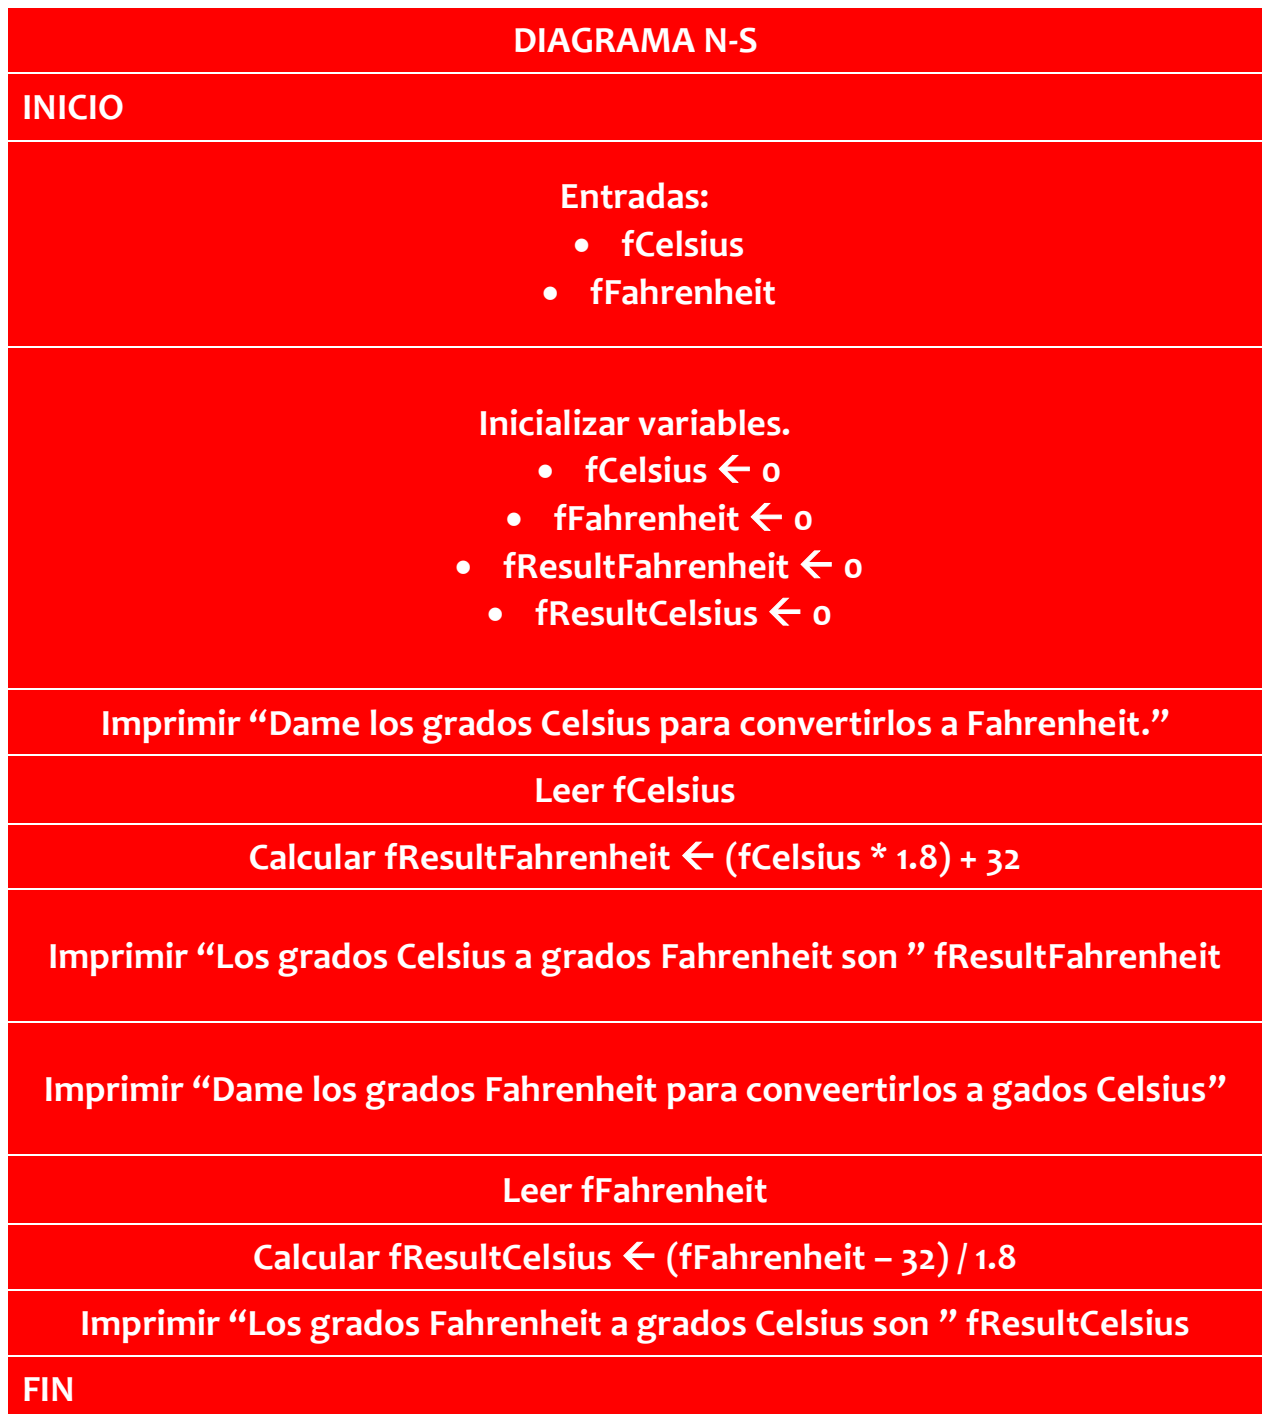 DIAGRAMA N-S
INICIO
Entradas:
• fCelsius
• fFahrenheit
Inicializar variables.
• fCelsius ← 0
• fFahrenheit ← 0
• fResultFahrenheit ← 0
• fResultCelsius ← 0
Imprimir “Dame los grados Celsius para convertirlos a Fahrenheit.”
Leer fCelsius
Calcular fResultFahrenheit ← (fCelsius * 1.8) + 32
Imprimir “Los grados Celsius a grados Fahrenheit son ” fResultFahrenheit
Imprimir “Dame los grados Fahrenheit para conveertirlos a gados Celsius”
Leer fFahrenheit
Calcular fResultCelsius ← (fFahrenheit – 32) / 1.8
Imprimir “Los grados Fahrenheit a grados Celsius son ” fResultCelsius
FIN